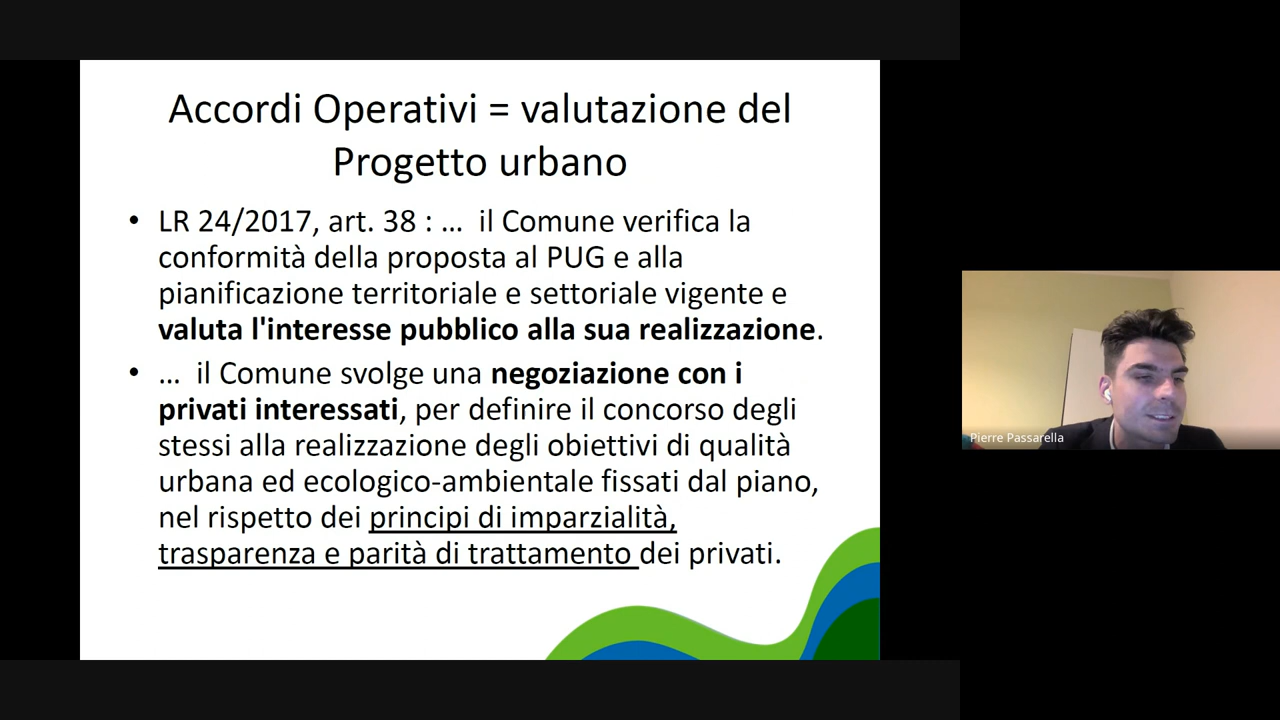 Accordi Operativi = valutazione del
Progetto urbano
• LR 24/2017, art. 38 : … il Comune verifica la
conformità della proposta al PUG e alla
pianificazione territoriale e settoriale vigente e
valuta l'interesse pubblico alla sua realizzazione.
• … il Comune svolge una negoziazione con i
privati interessati, per definire il concorso degli
stessi alla realizzazione degli obiettivi di qualità
urbana ed ecologico-ambientale fissati dal piano,
nel rispetto dei principi di imparzialità,
trasparenza e parità di trattamento dei privati.
Pierre Passarella